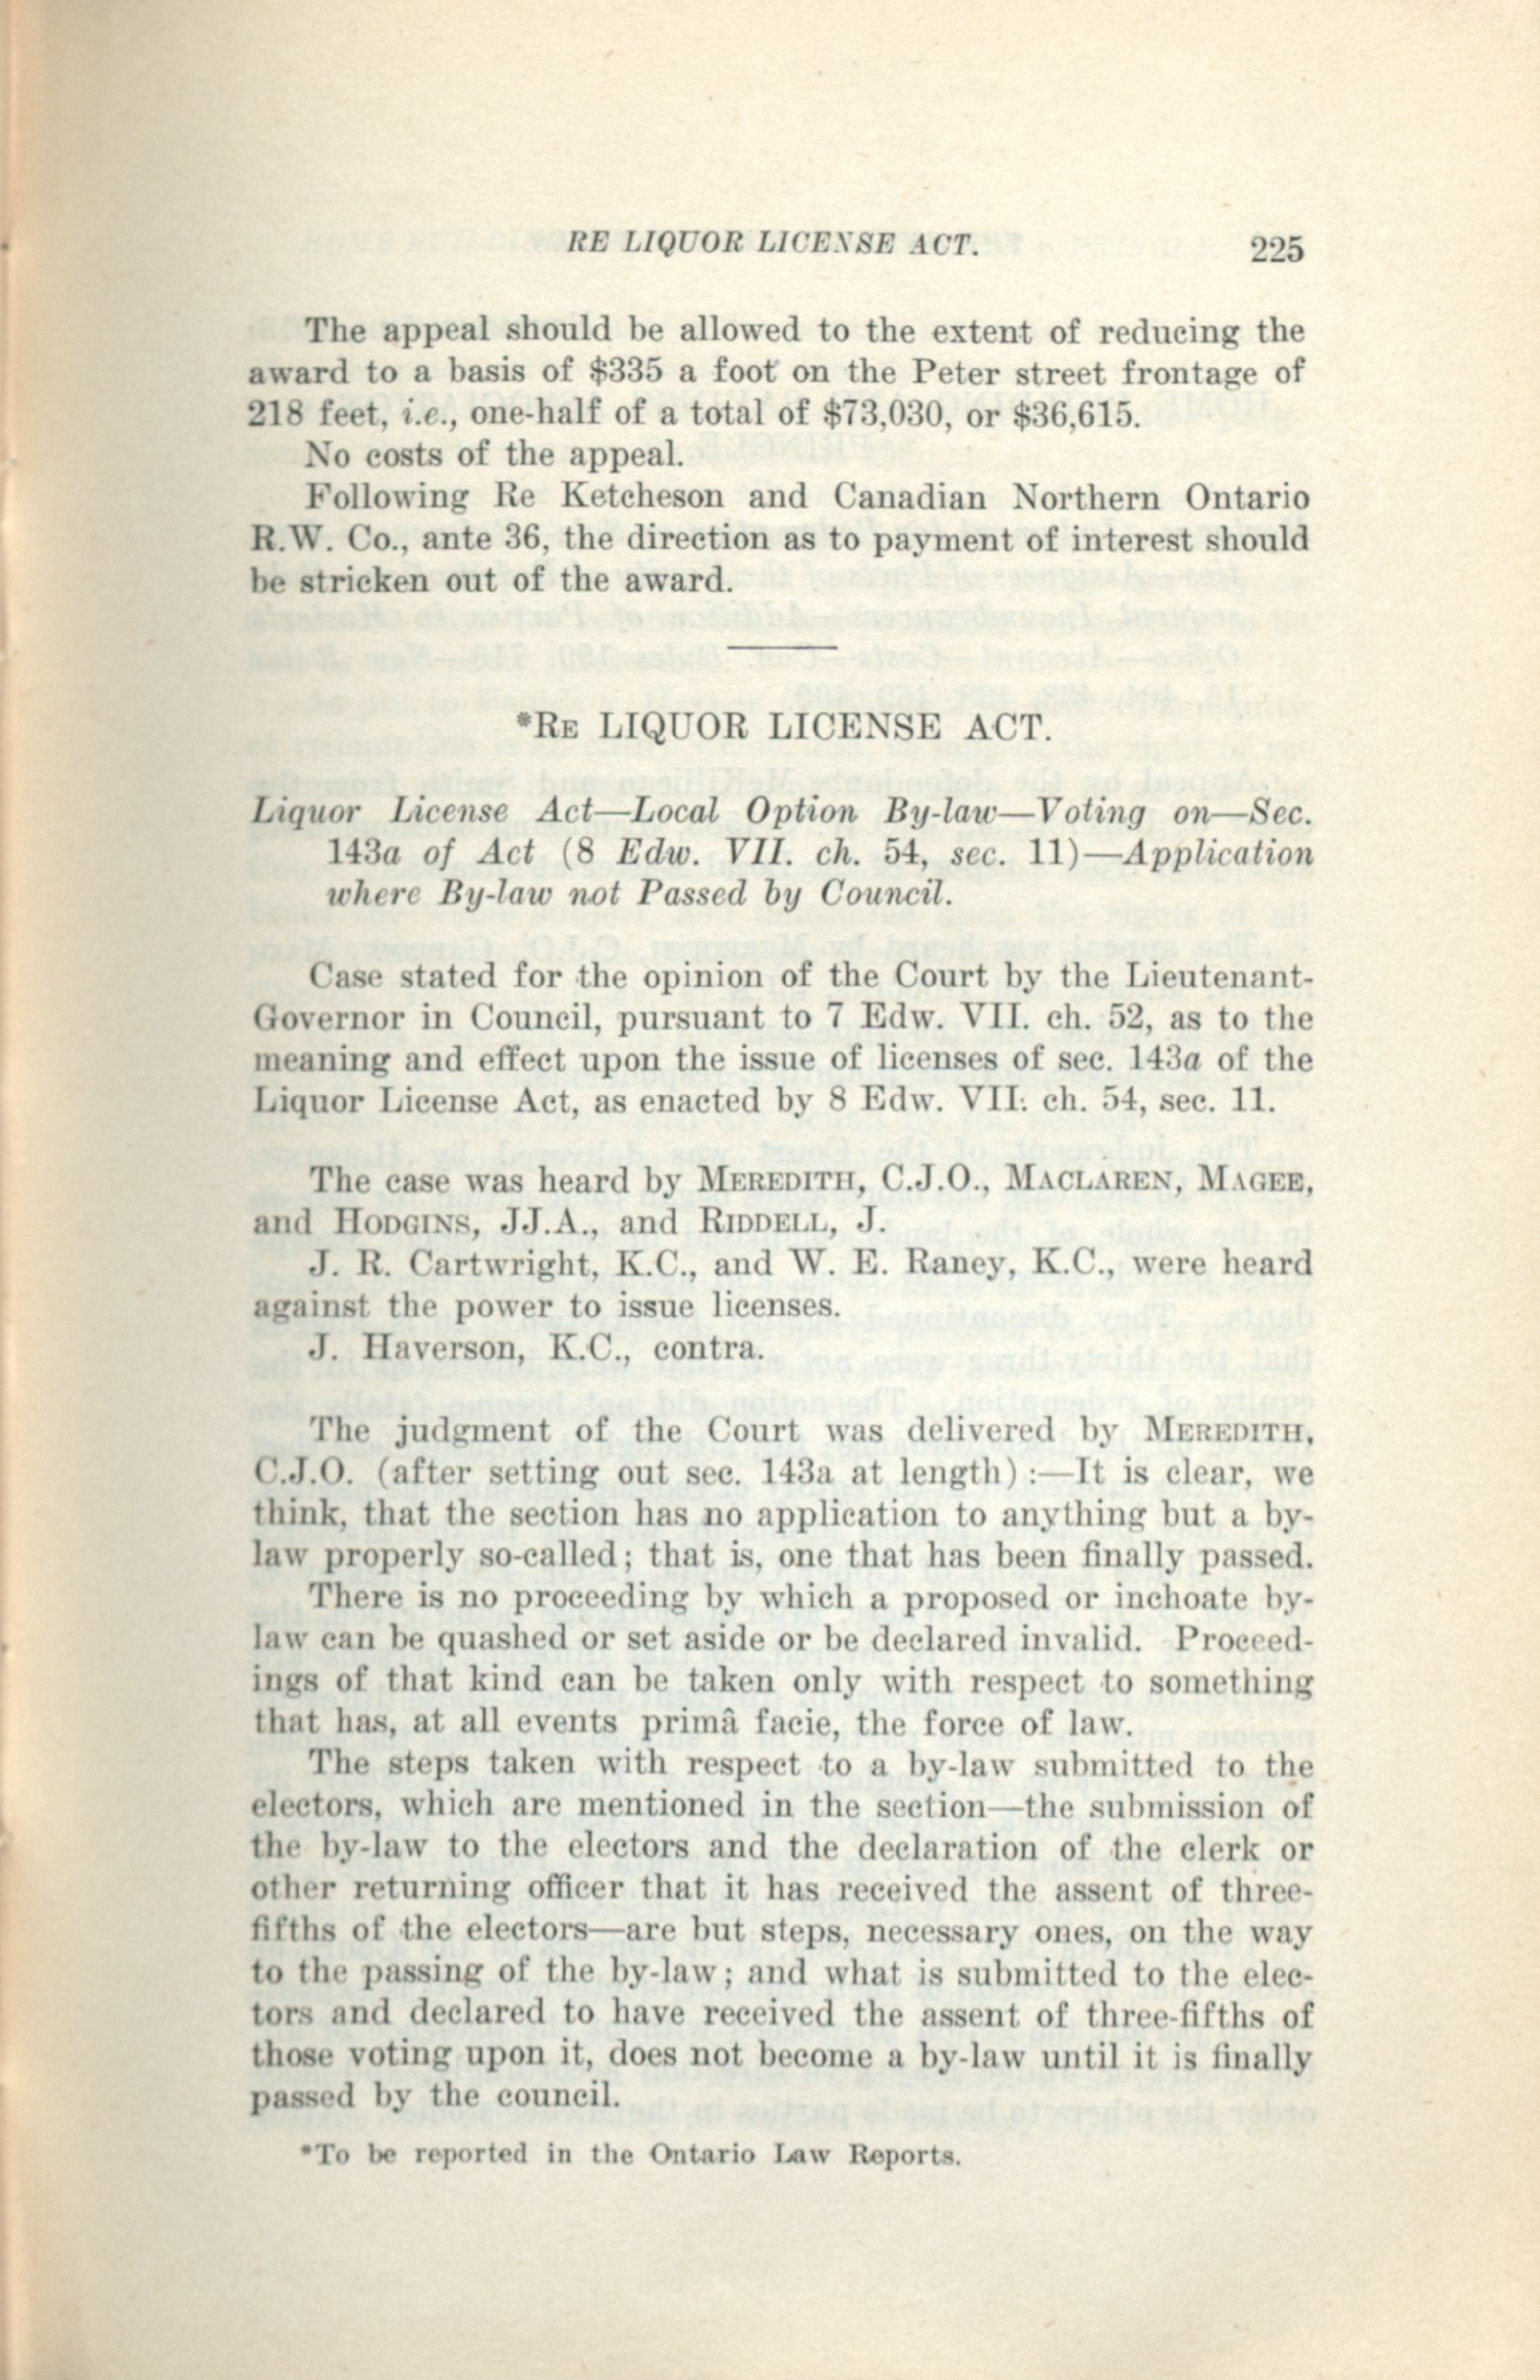 RE LIQUOR LICENSE ACT. 225
The appeal should be allowed to the extent of reducing the
award to a basis of $335 a foot on the Peter street frontage of
218 feet, i.e., one-half of a total of $73,030, or $36,615.
No costs of the appeal.
Following Re Ketcheson and Canadian Northern Ontario
R.W. Co., ante 36, the direction as to payment of interest should
be stricken out of the award.
*RE LIQUOR LICENSE ACT.
Liquor License Act—Local Option By-law—Voting on—Sec.
143a of Act (8 Edw. VII. ch. 54, sec. 11)—Application
where By-law not Passed by Council.
Case stated for the opinion of the Court by the Lieutenant-
Governor in Council, pursuant to 7 Edw. VII. ch. 52, as to the
meaning and effect upon the issue of licenses of sec. 143a of the
Liquor License Act, as enacted by 8 Edw. VII. ch. 54, sec. 11.
The case was heard by MEREDITH, C.J.O., MACLAREN, MAGEE,
and HODGINS, JJ.A., and RIDDELL, J.
J. R. Cartwright, K.C., and W. E. Raney, K.C., were heard
against the power to issue licenses.
J. Haverson, K.C., contra.
The judgment of the Court was delivered by MEREDITH,
C.J.O. (after setting out sec. 143a at length) :—It is clear, we
think, that the section has no application to anything but a by-
law properly so-called; that is, one that has been finally passed.
There is no proceeding by which a proposed or inchoate by-
law can be quashed or set aside or be declared invalid. Proceed-
ings of that kind can be taken only with respect to something
that has, at all events primâ facie, the force of law.
The steps taken with respect to a by-law submitted to the
electors, which are mentioned in the section—the submission of
the by-law to the electors and the declaration of the clerk or
other returning officer that it has received the assent of three-
fifths of the electors—are but steps, necessary ones, on the way
to the passing of the by-law; and what is submitted to the elec-
tors and declared to have received the assent of three-fifths of
those voting upon it, does not become a by-law until it is finally
passed by the council.
*To be reported in the Ontario Law Reports.